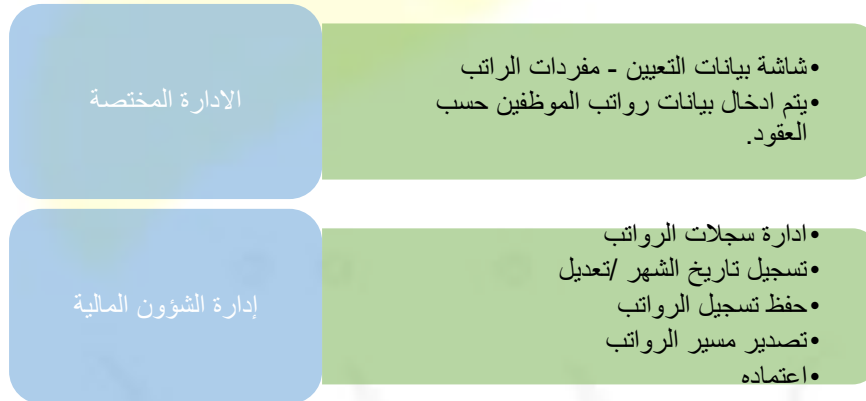 الادارة المختصة
•شاشة بيانات التعيين - مفردات الراتب
•يتم ادخال بيانات رواتب الموظفين حسب
العقود.
إدارة الشؤون المالية
•ادارة سجلات الرواتب
•تسجيل تاريخ الشهر /تعديل
•حفظ تسجيل الرواتب
•تصدير مسير الرواتب
•اعتماده